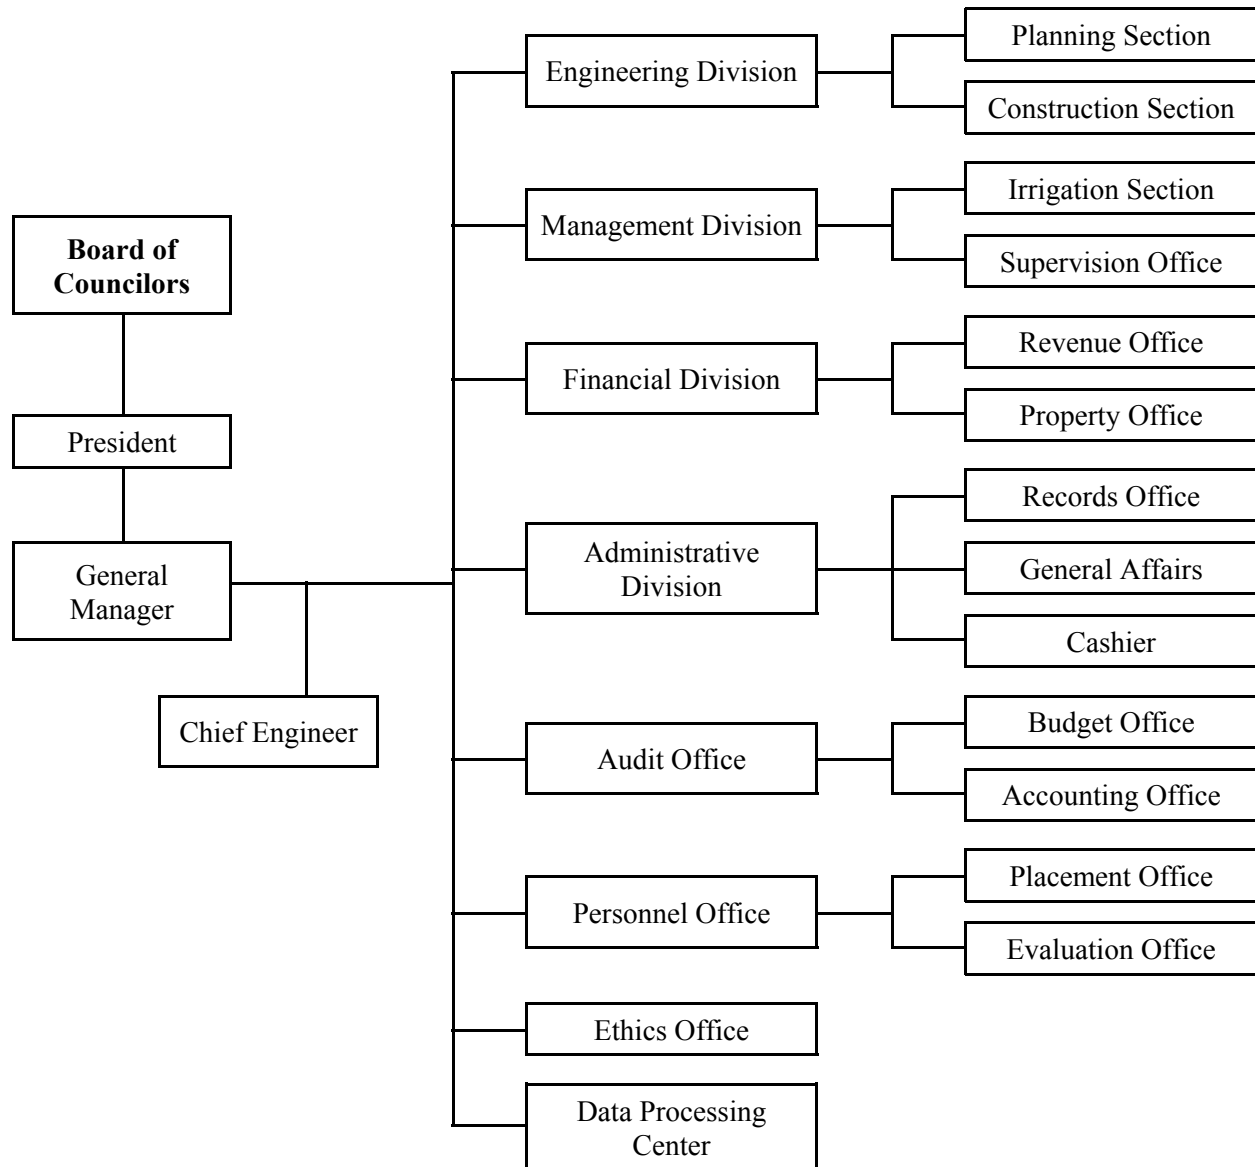 Board of
Councilors
President
General
Manager
Chief Engineer
Engineering Division
Planning Section
Construction Section
Management Division
Irrigation Section
Supervision Office
Financial Division
Revenue Office
Property Office
Administrative
Division
Records Office
General Affairs
Cashier
Audit Office
Budget Office
Accounting Office
Personnel Office
Placement Office
Evaluation Office
Ethics Office
Data Processing
Center